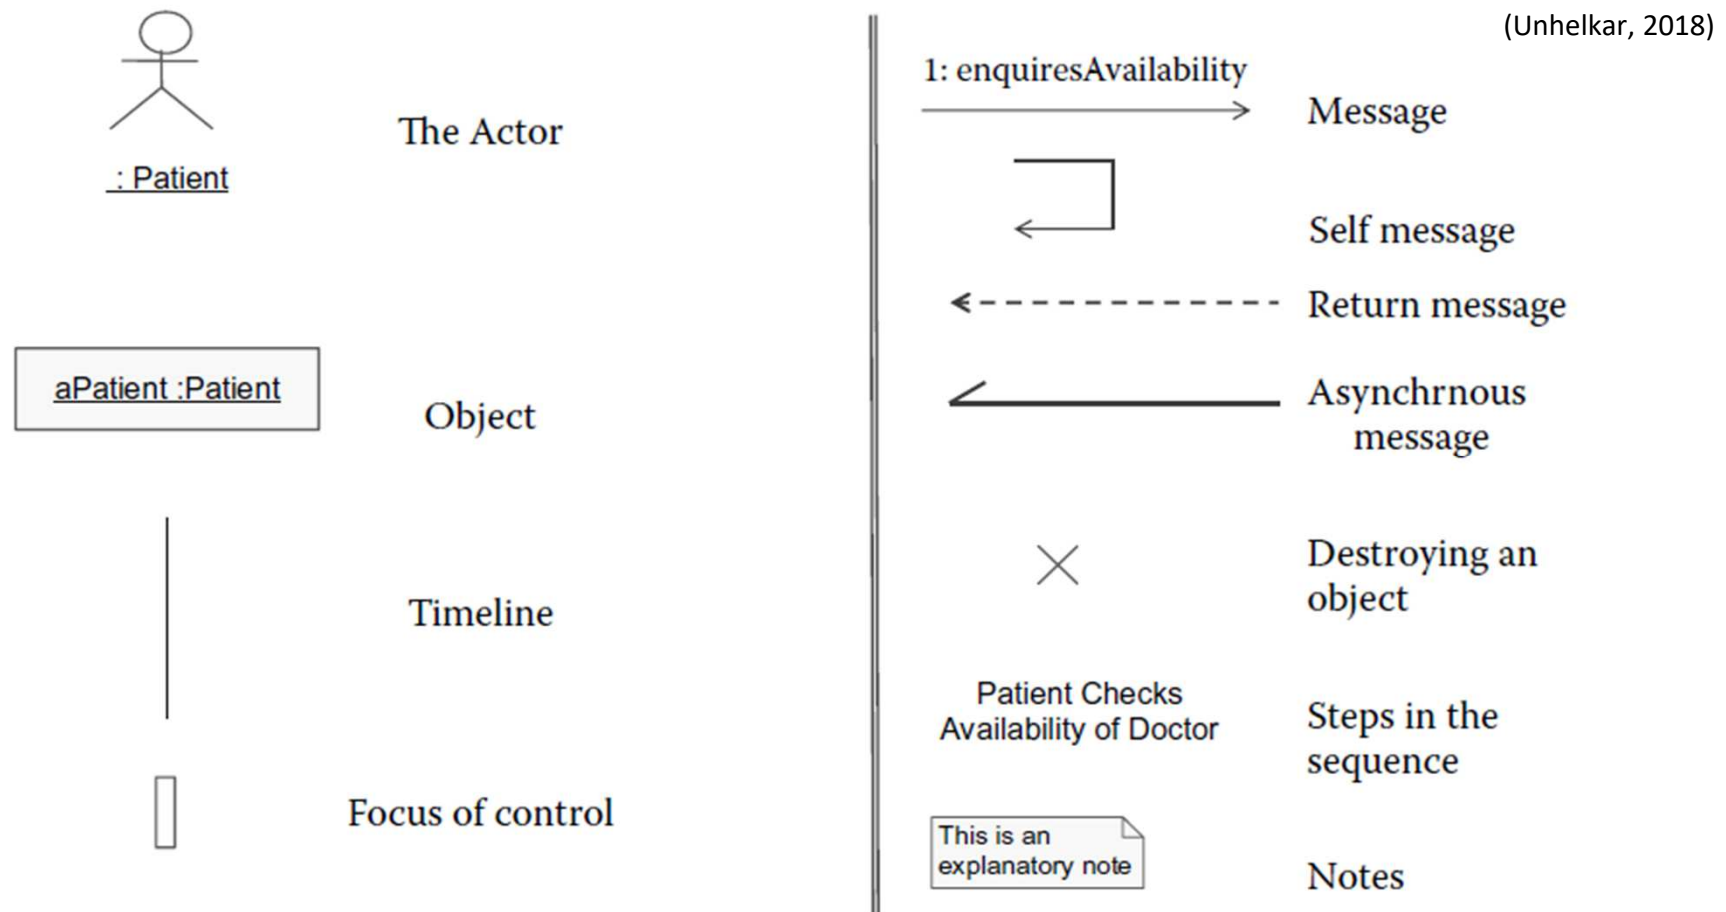 The Actor
: Patient
aPatient :Patient
Object
Timeline
Focus of control
(Unhelkar, 2018)
1: enquiresAvailability
Message
Self message
Return message
Asynchrnous
message
Destroying an
object
Patient Checks
Availability of Doctor
Steps in the
sequence
This is an
explanatory note
Notes